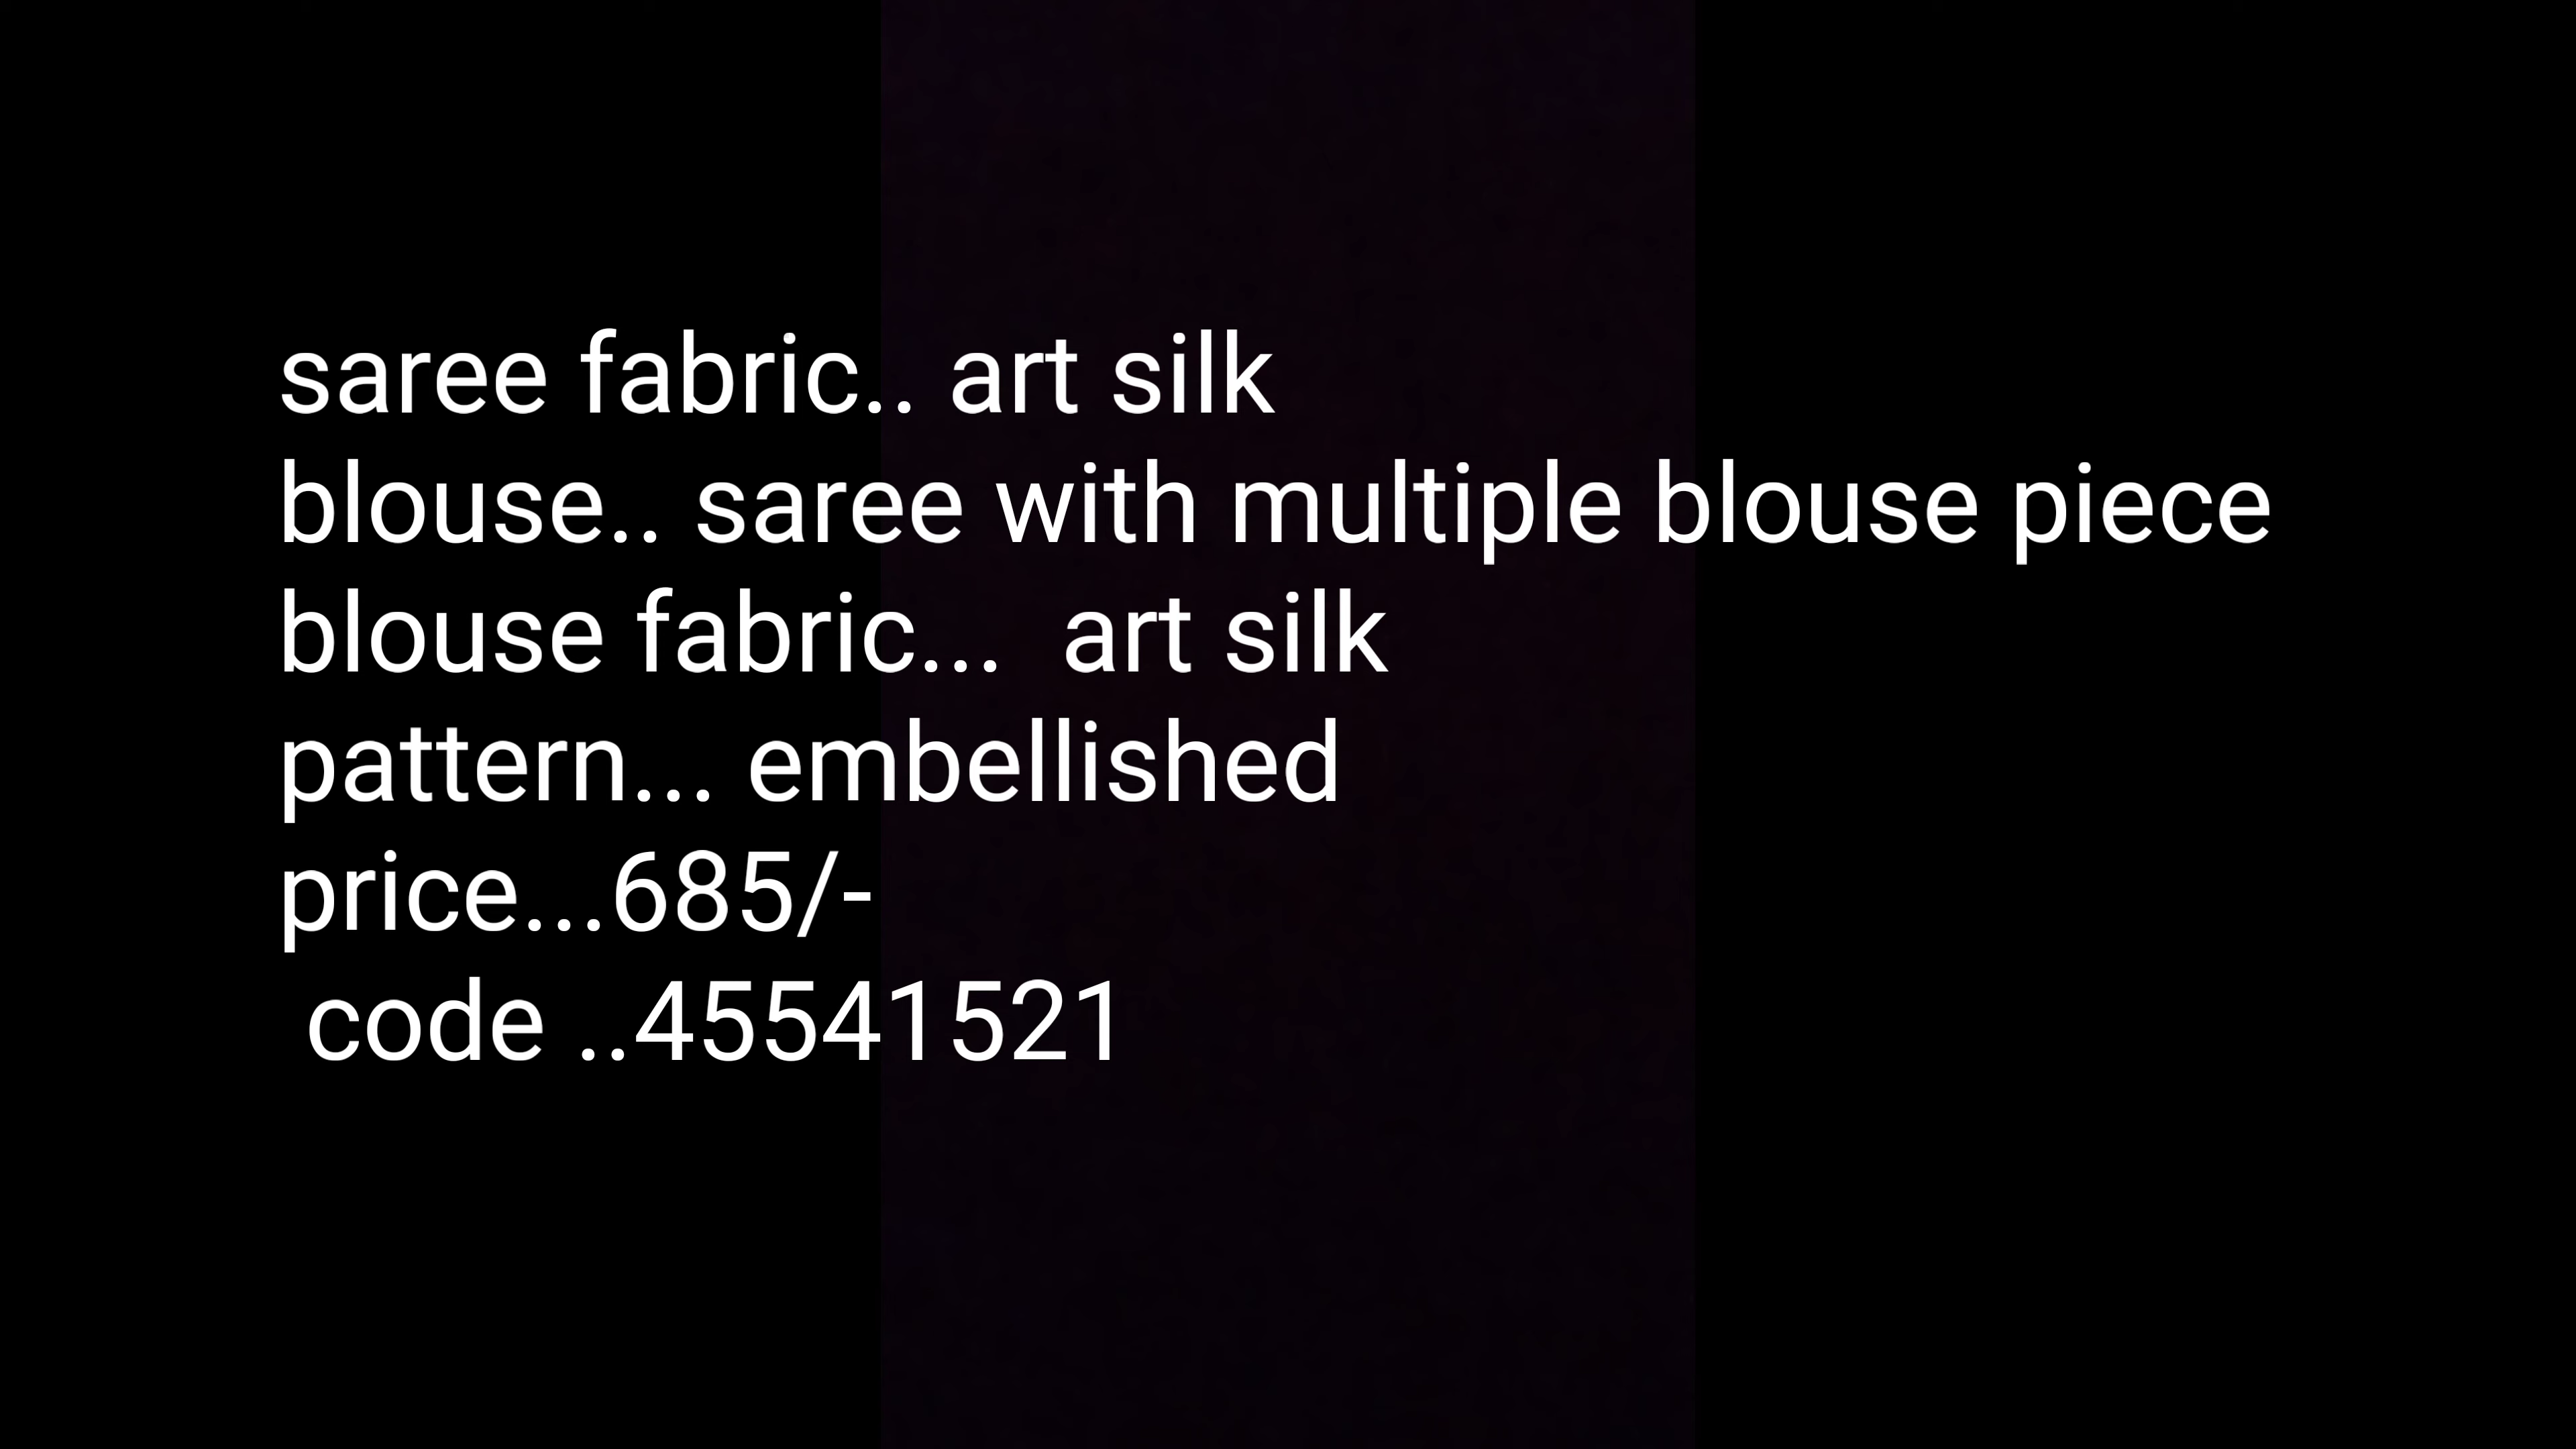 saree fabric.. art silk
blouse.. saree with multiple blouse piece
blouse fabric...  art silk
pattern... embellished
price...685/-
code ..45541521